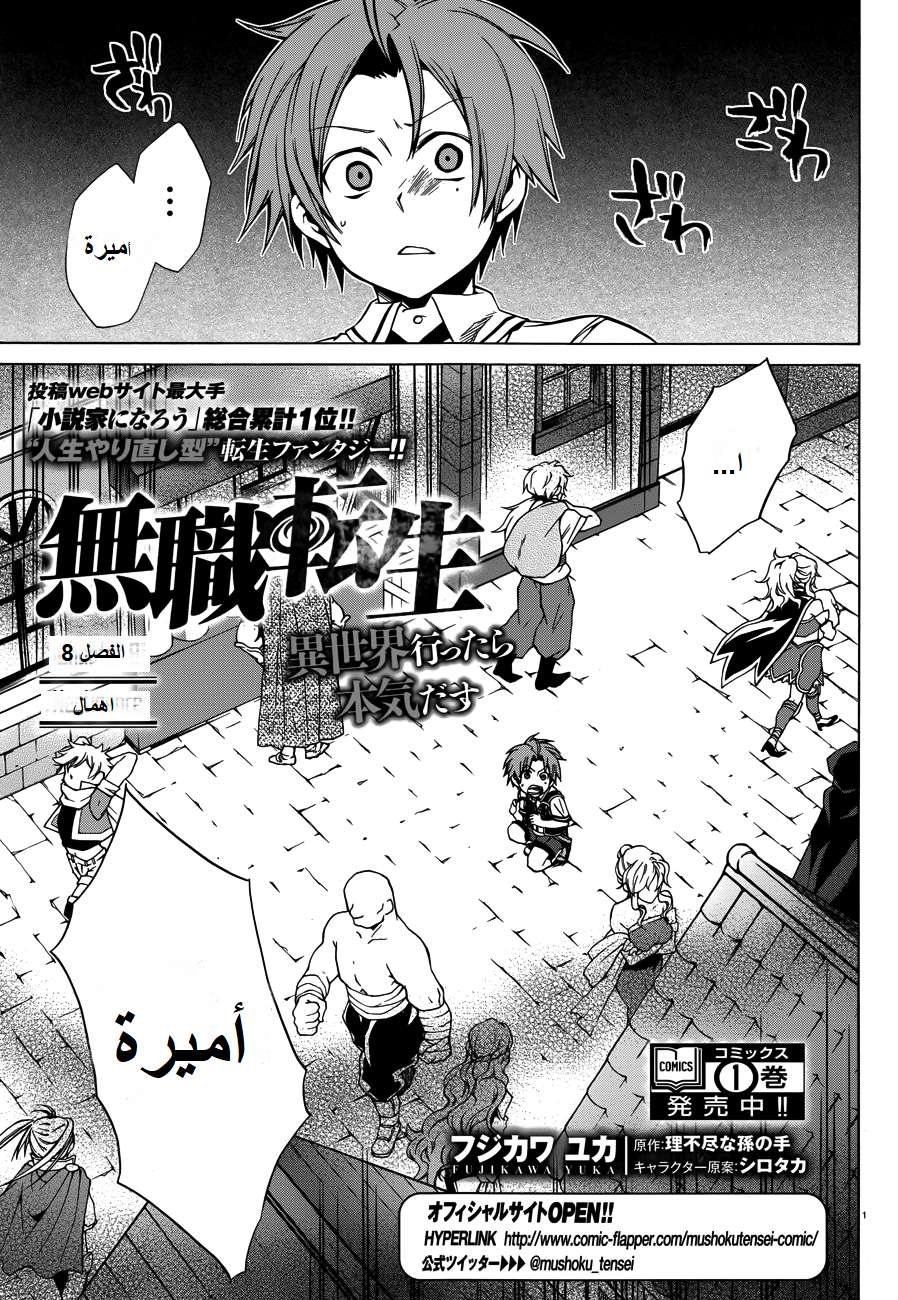 ざわ
ざわ
ざわ
...
أميرة
投稿webサイト最大手
「小説家になろう」総合累計1位!!
“人生やり直し型”転生ファンタジー!!
ا...
無職転生
異世界行ったら
本気だす
الفصل 8
اهمال
أميرة
COMICS
コミックス
①巻
発売中!!
フジカワ ユカ
FUJIKAWA YUKA
原作:理不尽な孫の手
キャラクター原案:シロタカ
オフィシャルサイトOPEN!!
HYPERLINK http://www.comic-flapper.com/mushokutensei-comic/
公式ツイッター▶▶▶ @mushoku_tensei
1